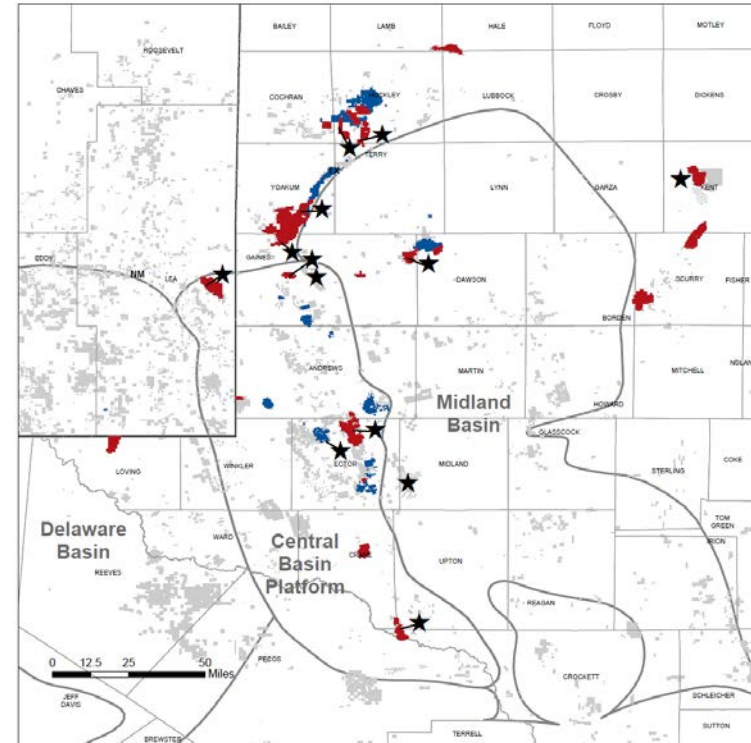 BAILEY LAMB HALE FLOYD MOTLEY
ROOSEVELT
CHAVES
COCHRAN LUBBOCK CROSBY DICKENS
TERRY
YOAKUM LYNN GARZA KENT
EDDY NM LEA GAINES
DAWSON SCURRY FISHER
BORDEN
ANDREWS MARTIN MITCHELL
HOWARD
Midland
Basin
GLASSCOCK
LOVING WINKLER ECTOR MIDLAND STERLING COKE
TOM
GREEN
Delaware
Basin
WARD
Central
Basin
Platform
UPTON IRION
REEVES
REAGAN
0 12.5 25 50
Miles
PECOS
CROCKETT
JEFF
DAVIS
SCHLEICHER
SUTTON
BREWSTER TERRELL